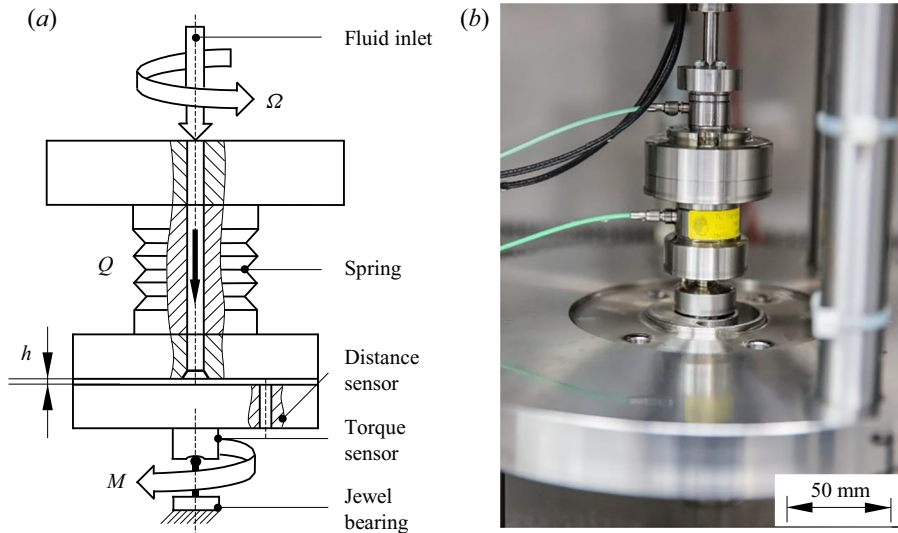 (a)
(b)
Fluid inlet
Ω
Q
Spring
h
Distance
sensor
Torque
sensor
M
Jewel
bearing
50 mm